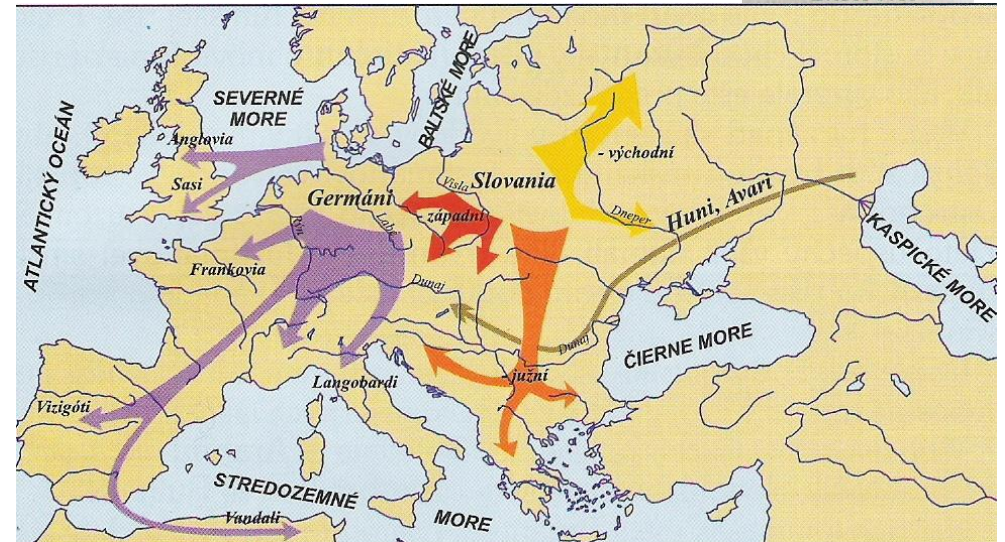 ATLANTICKÝ OCEÁN
SEVERNÉ
MORE
BALTSKÉ MORE
Anglovia
Sasi
Germáni
Visla
Slovania
- východní
- západní
Rýn
Labe
Dneper
Huni, Avari
KASPICKÉ MORE
Frankovia
Dunaj
Dunaj
ČIERNE MORE
- južní
Langobardi
Vizigóti
STREDOZEMNÉ
MORE
Vandali